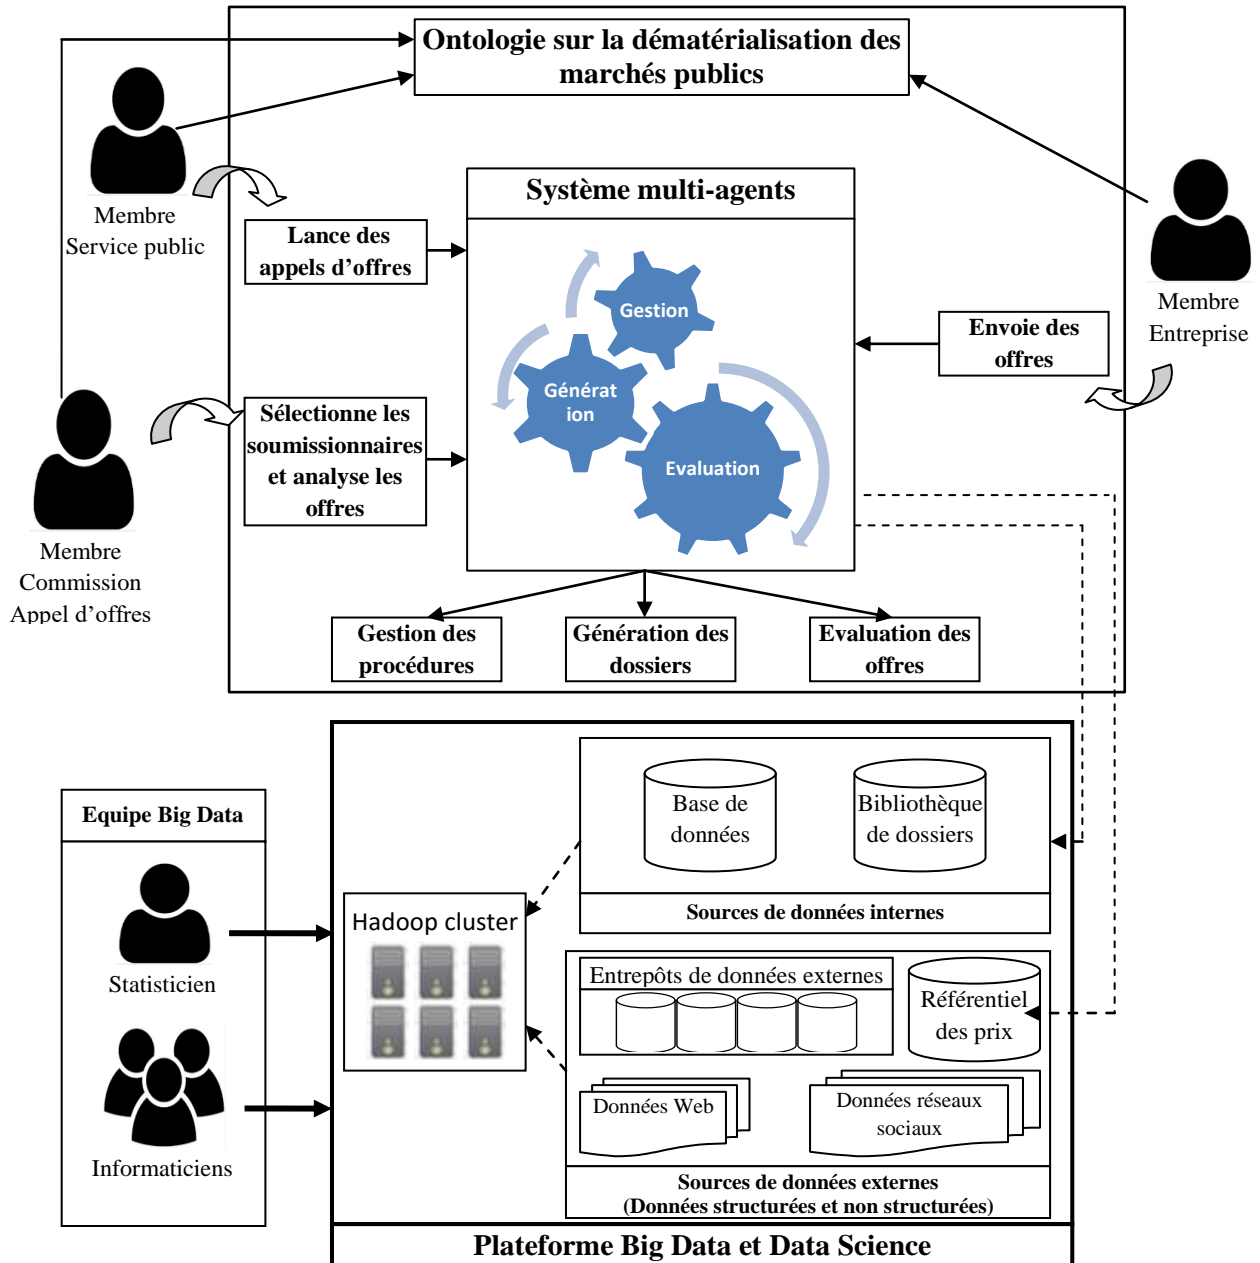 Ontologie sur la dématérialisation des
marchés publics
Membre
Service public
Système multi-agents
Lance des
appels d'offres
Gestion
Générat
ion
Evaluation
Membre
Entreprise
Envoie des
offres
Sélectionne les
soumissionnaires
et analyse les
offres
Membre
Commission
Appel d'offres
Gestion des
procédures
Génération des
dossiers
Evaluation des
offres
Equipe Big Data
Statisticien
Informaticiens
Hadoop cluster
Base de
données
Bibliothèque
de dossiers
Sources de données internes
Entrepôts de données externes
Référentiel
des prix
Données Web
Données réseaux
sociaux
Sources de données externes
(Données structurées et non structurées)
Plateforme Big Data et Data Science